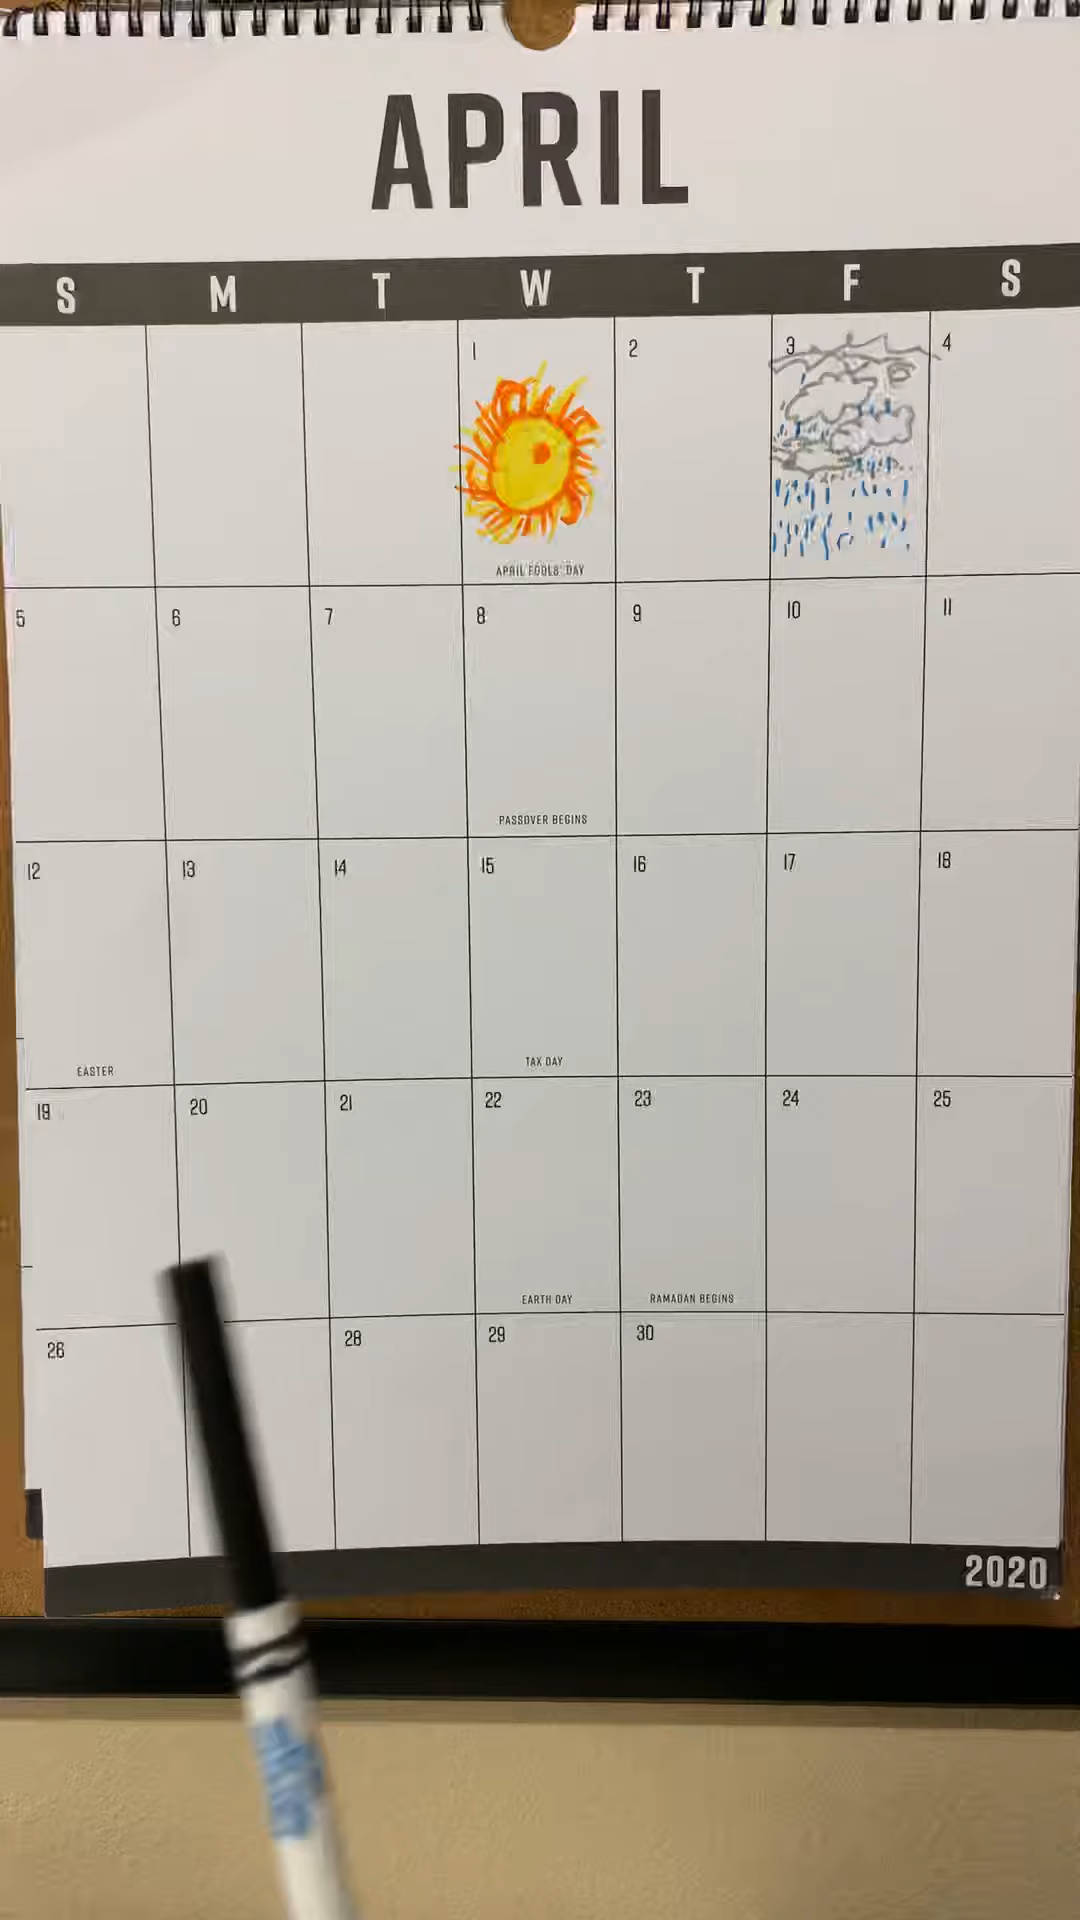 APRIL
S M T W T F S
1 2 3 4
APRIL FOOLS' DAY
5 6 7 8 9 10 11
PASSOVER BEGINS
12 13 14 15 16 17 18
EASTER TAX DAY
19 20 21 22 23 24 25
EARTH DAY RAMADAN BEGINS
26 28 29 30
2020